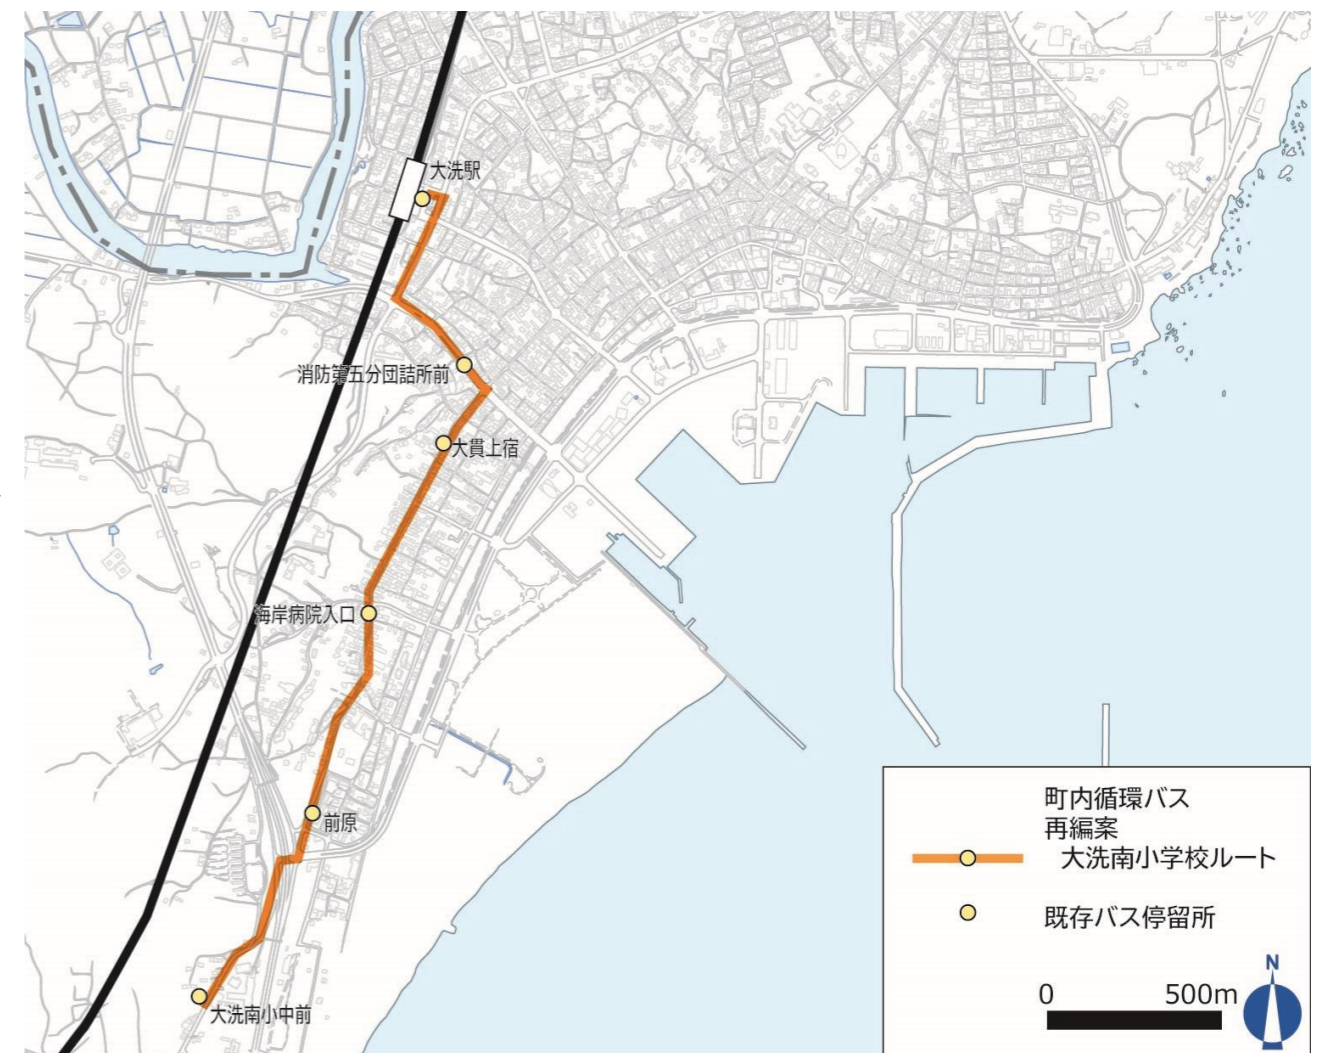 大洗駅
消防第五分団詰所前
大貫上宿
海岸病院入口
前原
大洗南小中前
町内循環バス
再編案
大洗南小学校ルート
既存バス停留所
N
0 500m